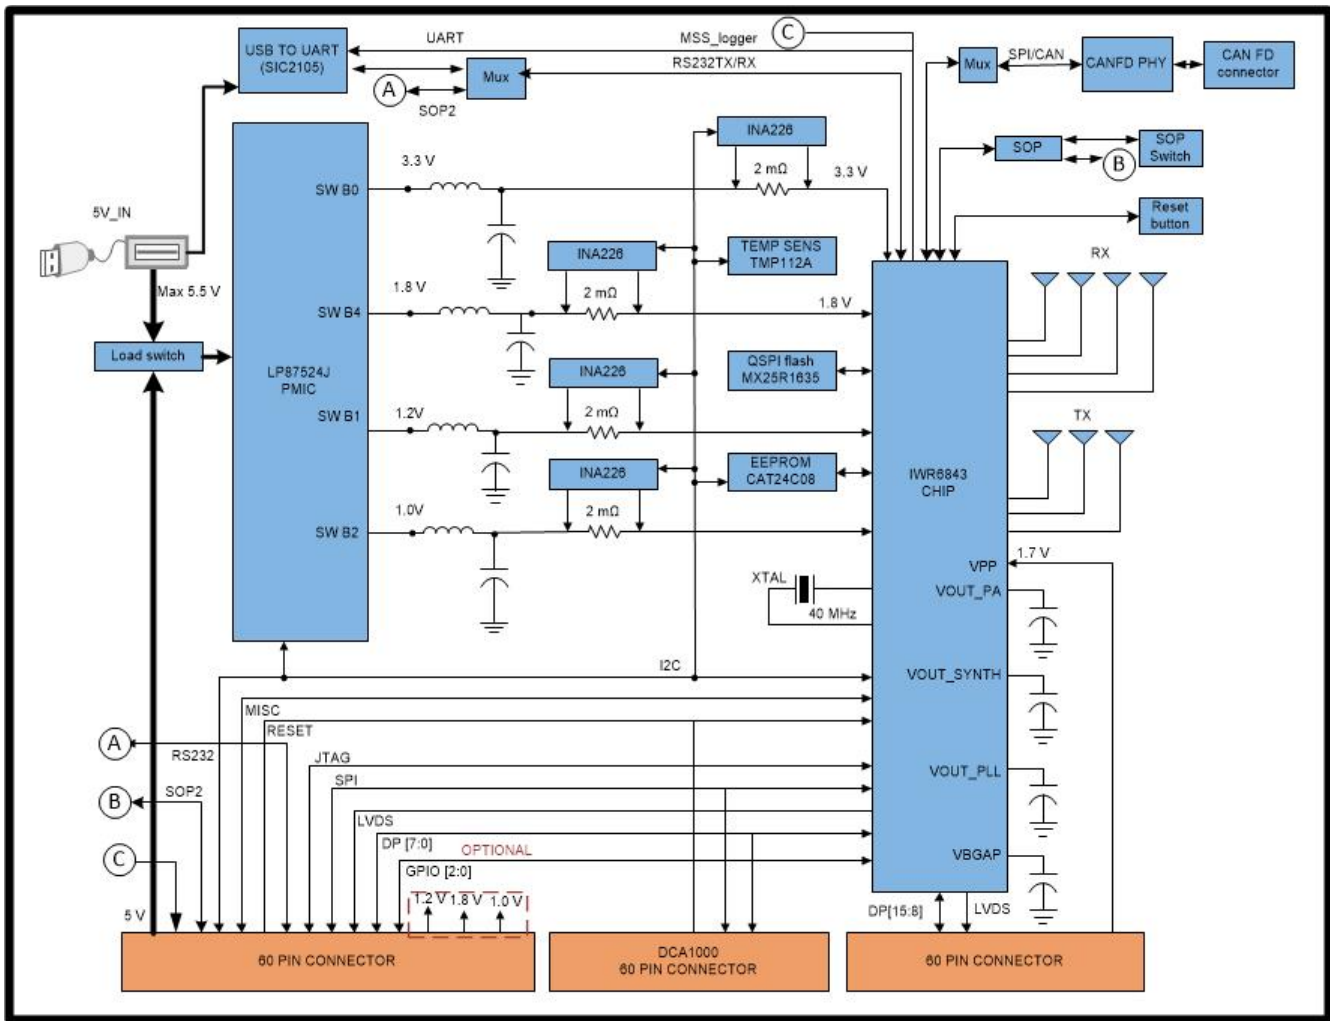 USB TO UART
(SIC2105)
UART
MSS_logger
C
RS232TX/RX
A
SOP2
Mux
Mux
SPI/CAN
CANFD PHY
CAN FD
connector
INA226
2 mΩ
3.3 V
3.3 V
SOP
SOP
Switch
B
SW B0
5V_IN
Reset
button
INA226
TEMP SENS
TMP112A
RX
Max 5.5 V
1.8 V
2 mΩ
1.8 V
SW B4
Load switch
LP87524J
PMIC
INA226
QSPI flash
MX25R1635
SW B1
1.2V
2 mΩ
TX
INA226
EEPROM
CAT24C08
IWR6843
CHIP
SW B2
1.0V
2 mΩ
VPP
1.7 V
XTAL
40 MHz
VOUT_PA
I2C
VOUT_SYNTH
MISC
RESET
A
RS232
JTAG
SPI
VOUT_PLL
B
SOP2
LVDS
DP [7:0]
OPTIONAL
C
GPIO [2:0]
VBGAP
1.2 V
1.8 V
1.0 V
5 V
DP[15:8]
LVDS
60 PIN CONNECTOR
DCA1000
60 PIN CONNECTOR
60 PIN CONNECTOR